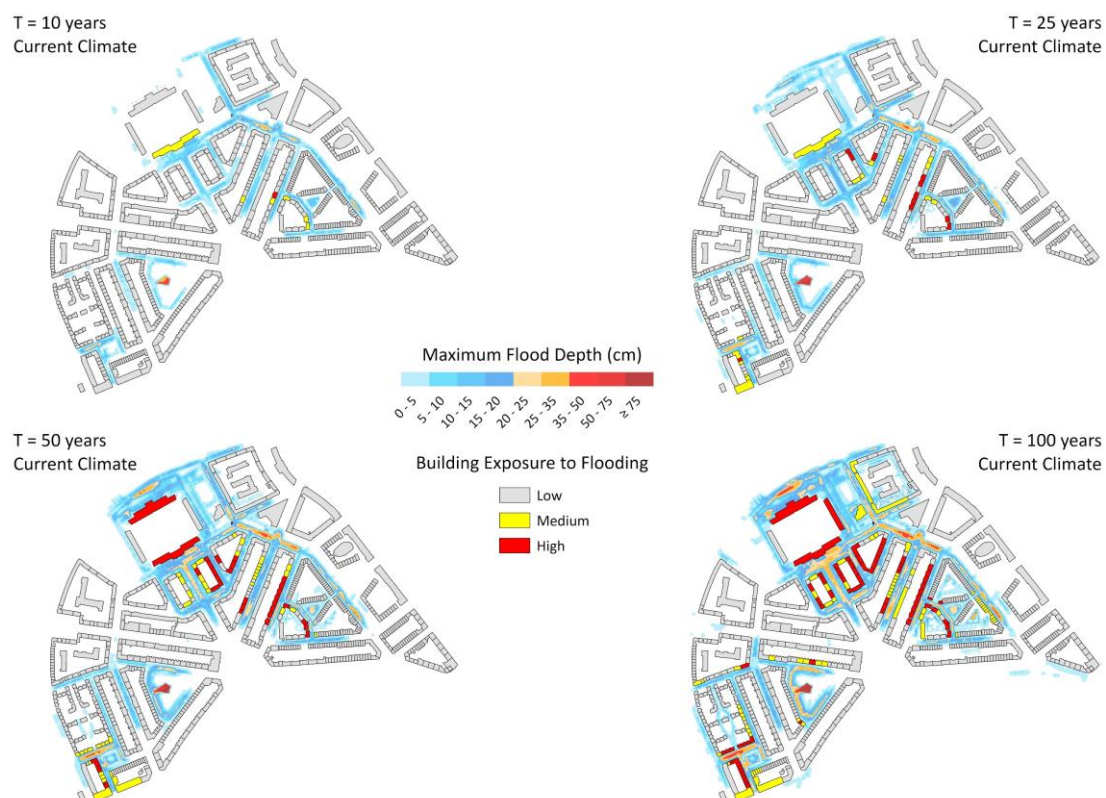 T = 10 years
Current Climate
T = 25 years
Current Climate
Maximum Flood Depth (cm)
0 - 5
5 - 10
10 - 15
15 - 20
20 - 25
25 - 35
35 - 50
50 - 75
≥ 75
T = 50 years
Current Climate
Building Exposure to Flooding
Low
Medium
High
T = 100 years
Current Climate